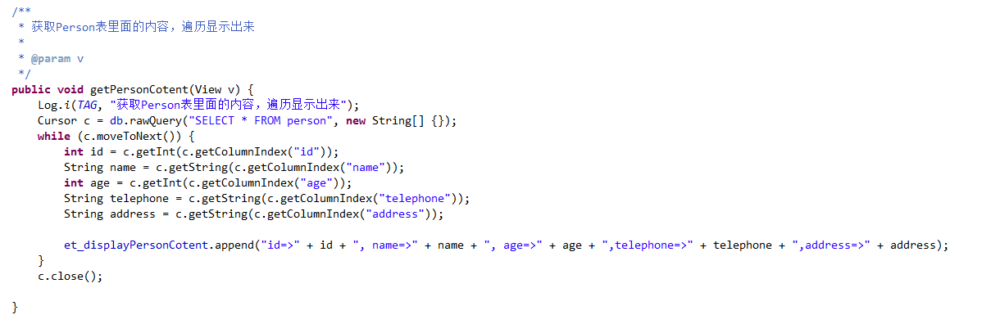 /**
 * 获取Person表里面的内容，遍历显示出来
 *
 * @param v
 */
public void getPersonCotent(View v) {
    Log.i(TAG, "获取Person表里面的内容，遍历显示出来");
    Cursor c = db.rawQuery("SELECT * FROM person", new String[] {});
    while (c.moveToNext()) {
        int id = c.getInt(c.getColumnIndex("id"));
        String name = c.getString(c.getColumnIndex("name"));
        int age = c.getInt(c.getColumnIndex("age"));
        String telephone = c.getString(c.getColumnIndex("telephone"));
        String address = c.getString(c.getColumnIndex("address"));

        et_displayPersonCotent.append("id=>" + id + ", name=>" + name + ", age=>" + age + ",telephone=>" + telephone + ",address=>" + address);
    }
    c.close();

}